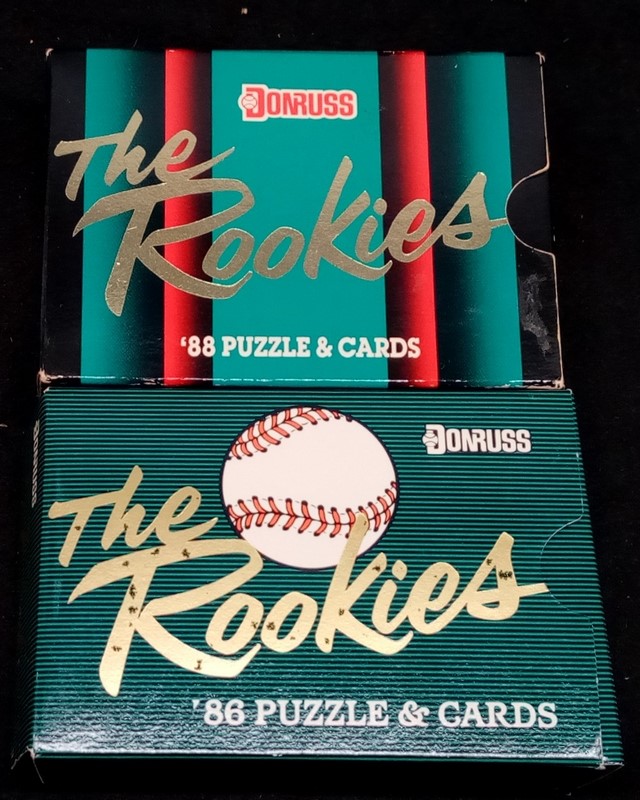 DONRUSS
The
Rookies
‘88 PUZZLE & CARDS
DONRUSS
The
Rookies
'86 PUZZLE & CARDS